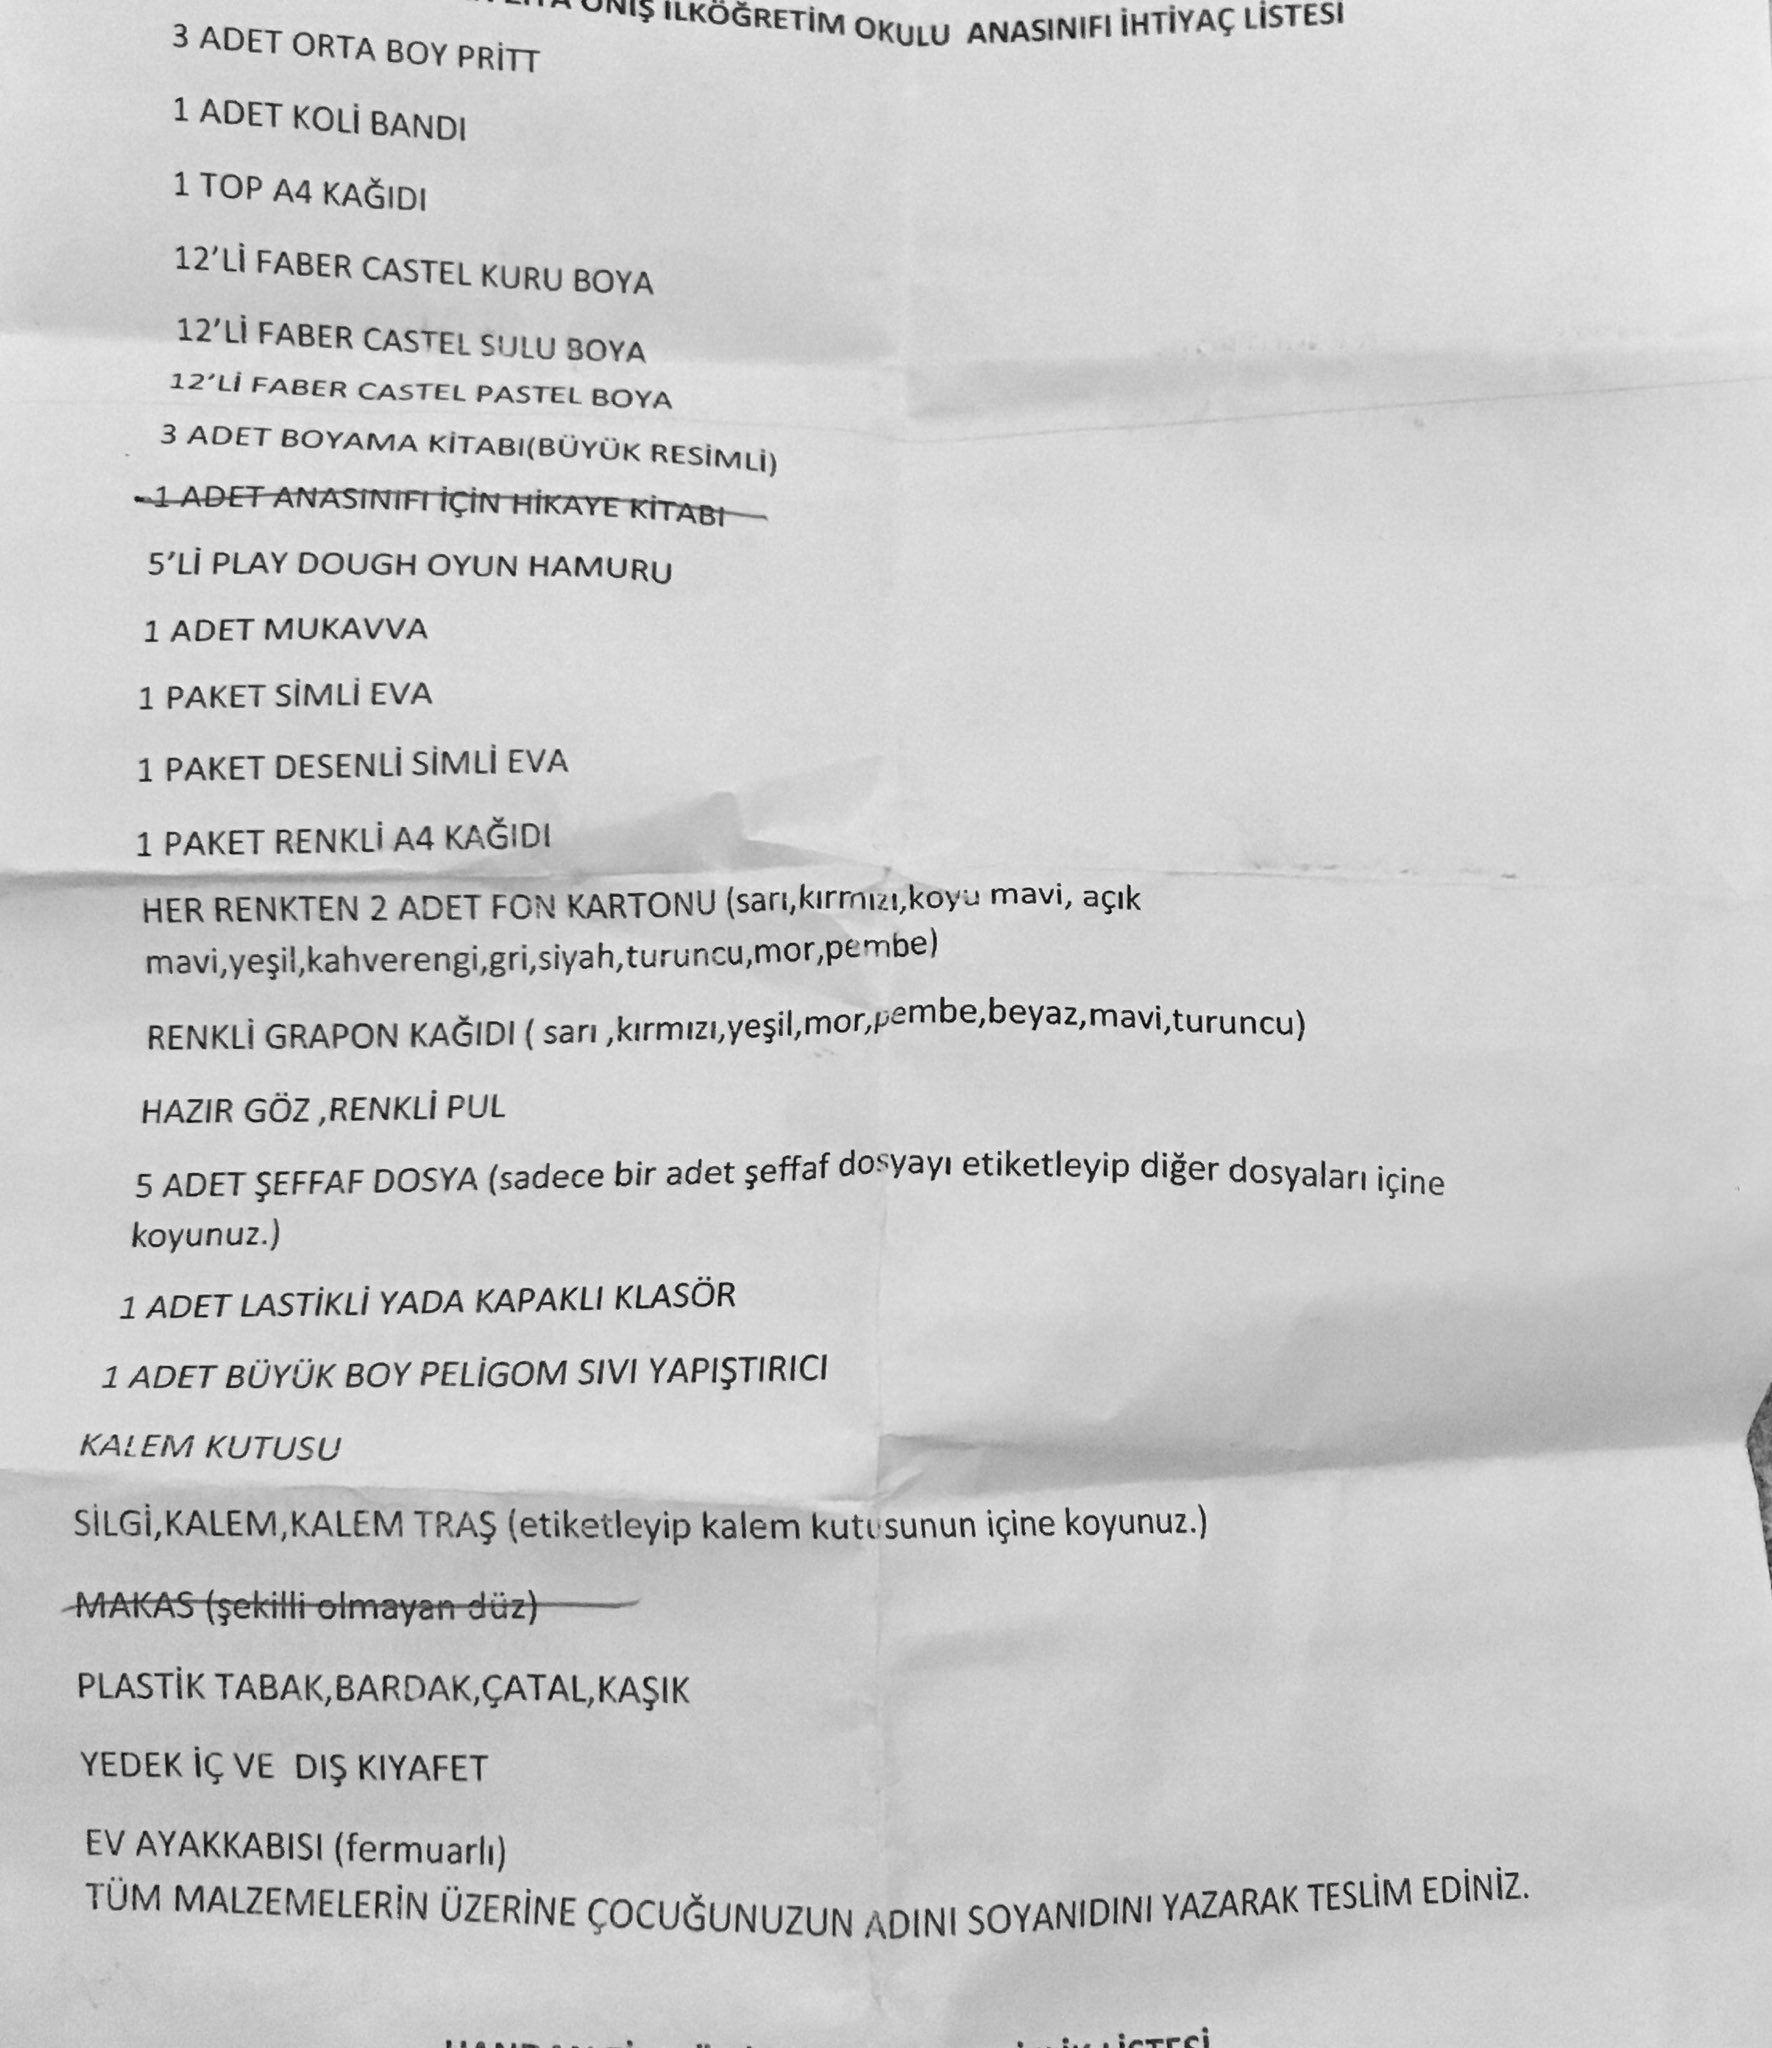 ÖNİŞ İLKÖĞRETİM OKULU ANASINIFI İHTİYAÇ LİSTESİ
3 ADET ORTA BOY PRİTT
1 ADET KOLİ BANDI
1 TOP A4 KAĞIDI
12'Lİ FABER CASTEL KURU BOYA
12'Lİ FABER CASTEL SULU BOYA
12'Lİ FABER CASTEL PASTEL BOYA
3 ADET BOYAMA KİTABI(BÜYÜK RESİMLİ)
1 ADET ANASINIFI İÇİN HİKAYE KİTABI
5'Lİ PLAY DOUGH OYUN HAMURU
1 ADET MUKAVVA
1 PAKET SİMLİ EVA
1 PAKET DESENLİ SİMLİ EVA
1 PAKET RENKLİ A4 KAĞIDI
HER RENKTEN 2 ADET FON KARTONU (sarı,kırmızı,koyu mavi, açık
mavi,yeşil,kahverengi,gri,siyah,turuncu,mor,pembe)
RENKLİ GRAPON KAĞIDI ( sarı ,kırmızı,yeşil,mor,pembe,beyaz,mavi,turuncu)
HAZIR GÖZ ,RENKLİ PUL
5 ADET ŞEFFAF DOSYA (sadece bir adet şeffaf dosyayı etiketleyip diğer dosyaları içine
koyunuz.)
1 ADET LASTİKLİ YADA KAPAKLI KLASÖR
1 ADET BÜYÜK BOY PELİGOM SIVI YAPIŞTIRICI
KALEM KUTUSU
SİLGİ,KALEM,KALEM TRAŞ (etiketleyip kalem kutusunun içine koyunuz.)
MAKAS (şekilli olmayan düz)
PLASTİK TABAK,BARDAK,ÇATAL,KAŞIK
YEDEK İÇ VE  DIŞ KIYAFET
EV AYAKKABISI (fermuarlı)
TÜM MALZEMELERİN ÜZERİNE ÇOCUĞUNUZUN ADINI SOYANIDINI YAZARAK TESLİM EDİNİZ.
LİSTESİ